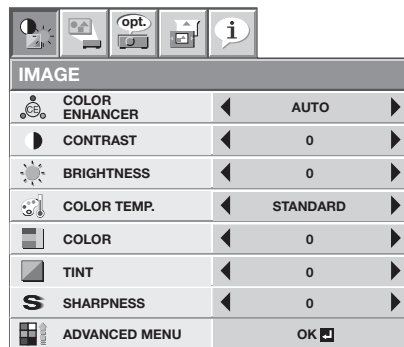 opt.
i
IMAGE
CE
COLOR
ENHANCER
AUTO
CONTRAST
0
BRIGHTNESS
0
COLOR TEMP.
STANDARD
COLOR
0
TINT
0
S
SHARPNESS
0
ADVANCED MENU
OK